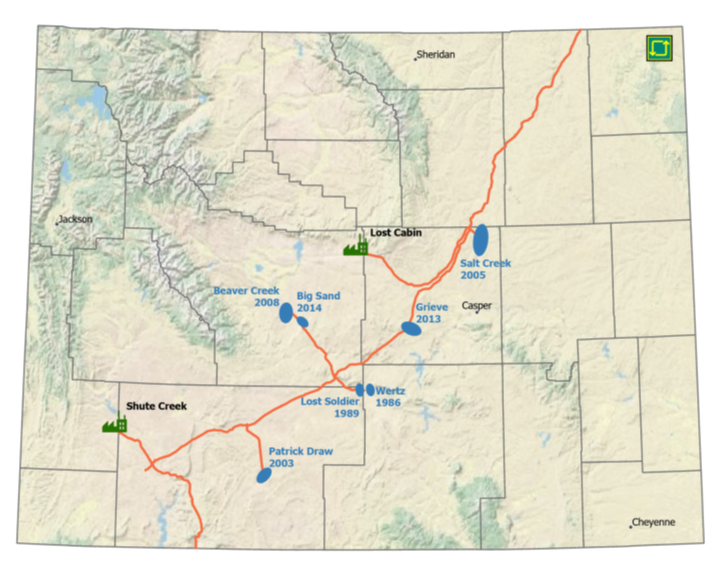 Sheridan
Jackson
Lost Cabin
Salt Creek
2005
Beaver Creek
2008
Big Sand
2014
Grieve
2013
Casper
Lost Soldier
1989
Wertz
1986
Shute Creek
Patrick Draw
2003
Cheyenne